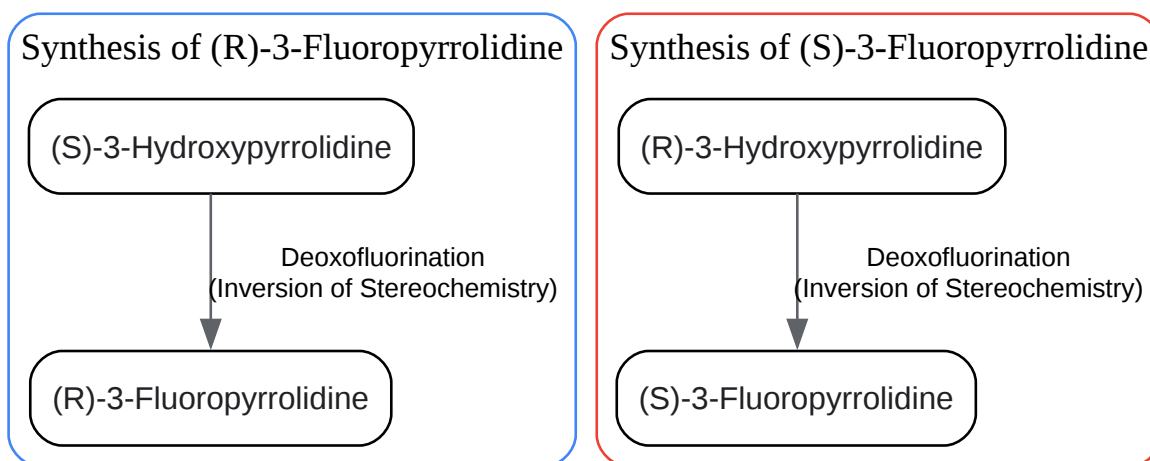 Synthesis of (R)-3-Fluoropyrrolidine
(S)-3-Hydroxypyrrolidine
Deoxofluorination
(Inversion of Stereochemistry)
(R)-3-Fluoropyrrolidine
Synthesis of (S)-3-Fluoropyrrolidine
(R)-3-Hydroxypyrrolidine
Deoxofluorination
(Inversion of Stereochemistry)
(S)-3-Fluoropyrrolidine